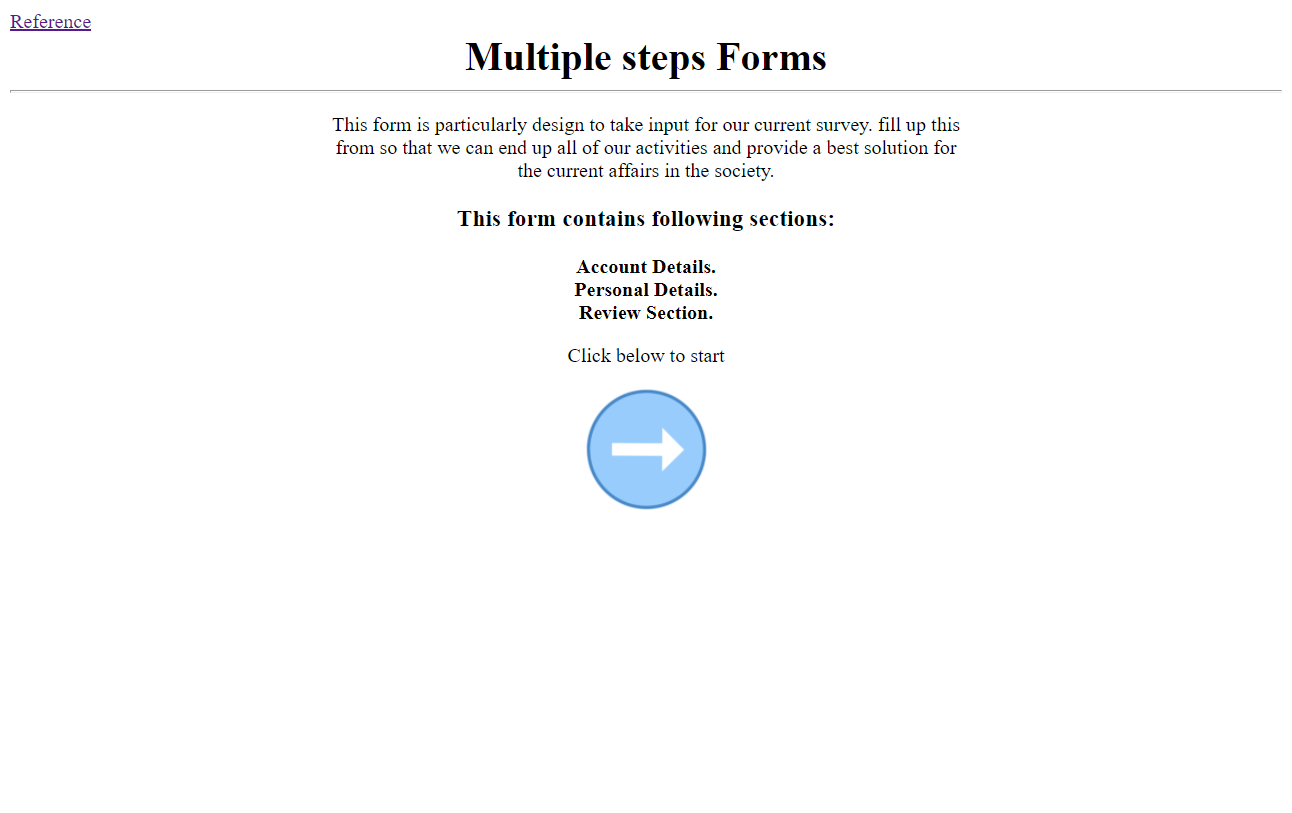 Reference
Multiple steps Forms
This form is particularly design to take input for our current survey. fill up this
from so that we can end up all of our activities and provide a best solution for
the current affairs in the society.
This form contains following sections:
Account Details.
Personal Details.
Review Section.
Click below to start